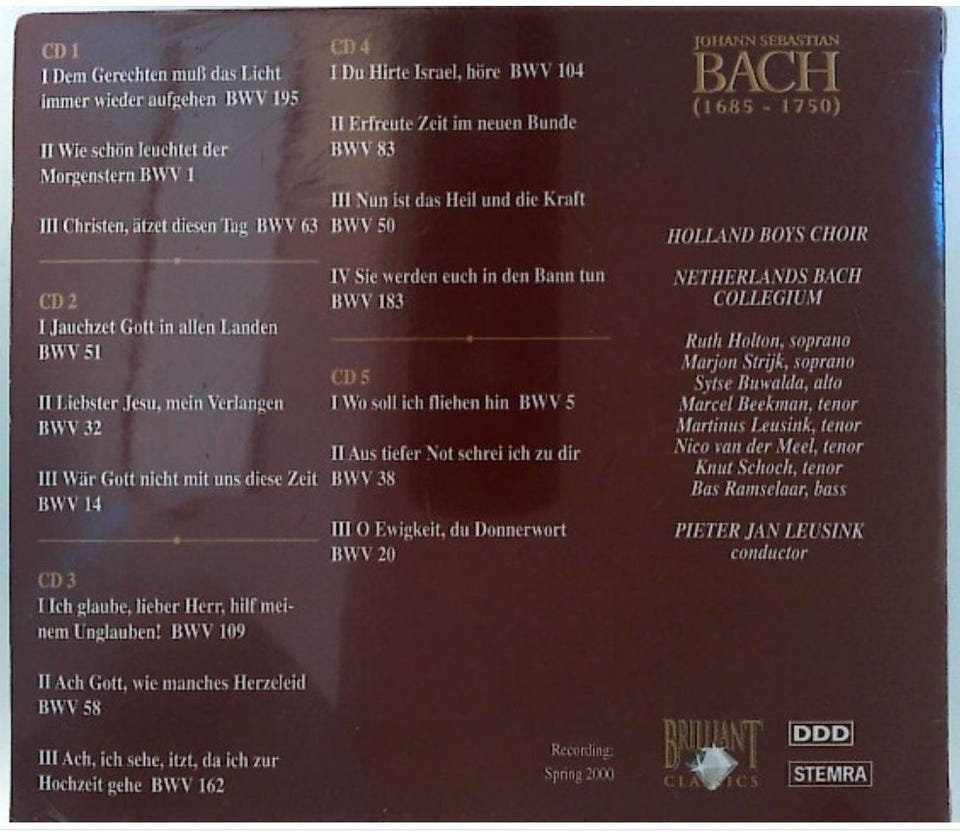 CD 1
I Dem Gerechten muß das Licht
immer wieder aufgehen BWV 195
II Wie schön leuchtet der
Morgenstern BWV 1
III Christen, ätzet diesen Tag BWV 63
CD 2
I Jauchzet Gott in allen Landen
BWV 51
II Liebster Jesu, mein Verlangen
BWV 32
III Wär Gott nicht mit uns diese Zeit
BWV 14
CD 3
I Ich glaube, lieber Herr, hilf mei-
nem Unglauben! BWV 109
II Ach Gott, wie manches Herzeleid
BWV 58
III Ach, ich sehe, itzt, da ich zur
Hochzeit gehe BWV 162
CD 4
I Du Hirte Israel, höre BWV 104
II Erfreute Zeit im neuen Bunde
BWV 83
III Nun ist das Heil und die Kraft
BWV 50
IV Sie werden euch in den Bann tun
BWV 183
CD 5
I Wo soll ich fliehen hin BWV 5
II Aus tiefer Not schrei ich zu dir
BWV 38
III O Ewigkeit, du Donnerwort
BWV 20
JOHANN SEBASTIAN
BACH
(1685 - 1750)
HOLLAND BOYS CHOIR
NETHERLANDS BACH
COLLEGIUM
Ruth Holton, soprano
Marjon Strijk, soprano
Sytse Buwalda, alto
Marcel Beekman, tenor
Martinus Leusink, tenor
Nico van der Meel, tenor
Knut Schoch, tenor
Bas Ramselaar, bass
PIETER JAN LEUSINK
conductor
Recording:
Spring 2000
BRILLIANT
CLASSICS
DDD
STEMRA